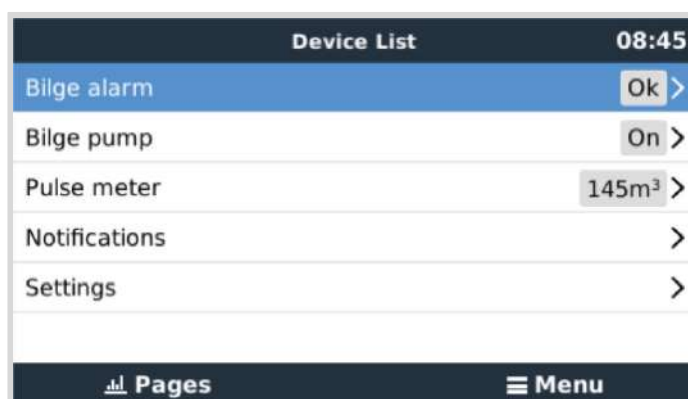 Device List 08:45
Bilge alarm Ok
Bilge pump On
Pulse meter 145m³
Notifications
Settings
Pages Menu